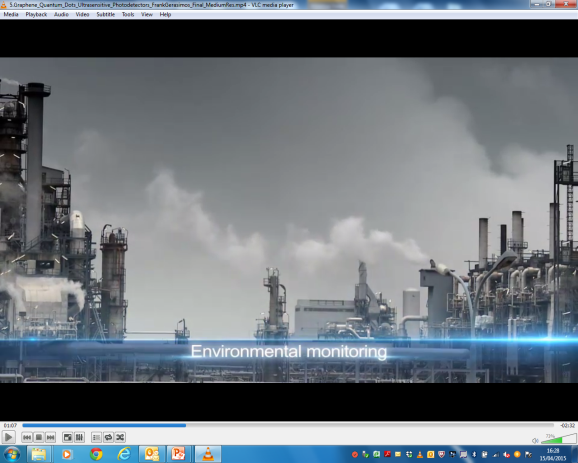 5.Graphene_Quantum_Dots_Ultrasensitive_Photodetectors_FrankGerasimos_Final_MediumRes.mp4 - VLC media player
Media Playback Audio Video Subtitle Tools View Help
Environmental monitoring
01:07
-02:32
71%
16:28
15/04/2015